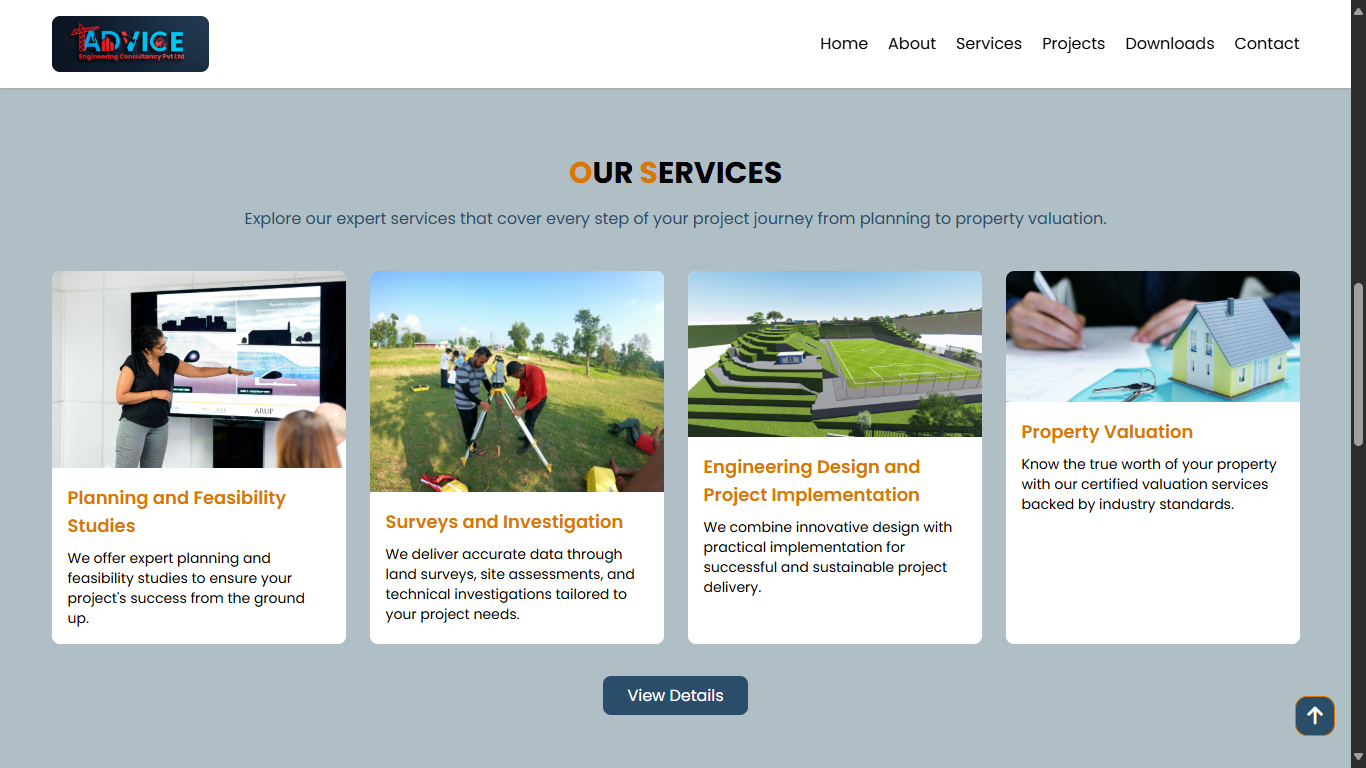 ADVICE
Engineering Consultancy Pvt Ltd
Home About Services Projects Downloads Contact
OUR SERVICES
Explore our expert services that cover every step of your project journey from planning to property valuation.
ARUP
Planning and Feasibility
Studies
We offer expert planning and
feasibility studies to ensure your
project's success from the ground
up.
Surveys and Investigation
We deliver accurate data through
land surveys, site assessments, and
technical investigations tailored to
your project needs.
Engineering Design and
Project Implementation
We combine innovative design with
practical implementation for
successful and sustainable project
delivery.
Property Valuation
Know the true worth of your property
with our certified valuation services
backed by industry standards.
View Details